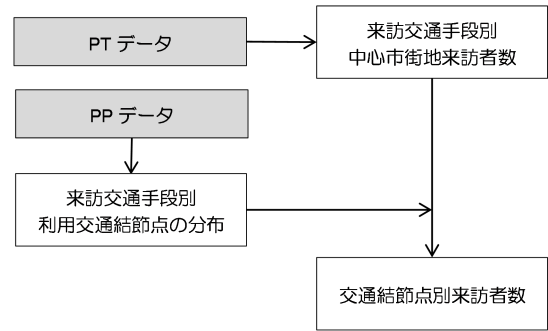 PT データ
来訪交通手段別
中心市街地来訪者数
PP データ
来訪交通手段別
利用交通結節点の分布
交通結節点別来訪者数